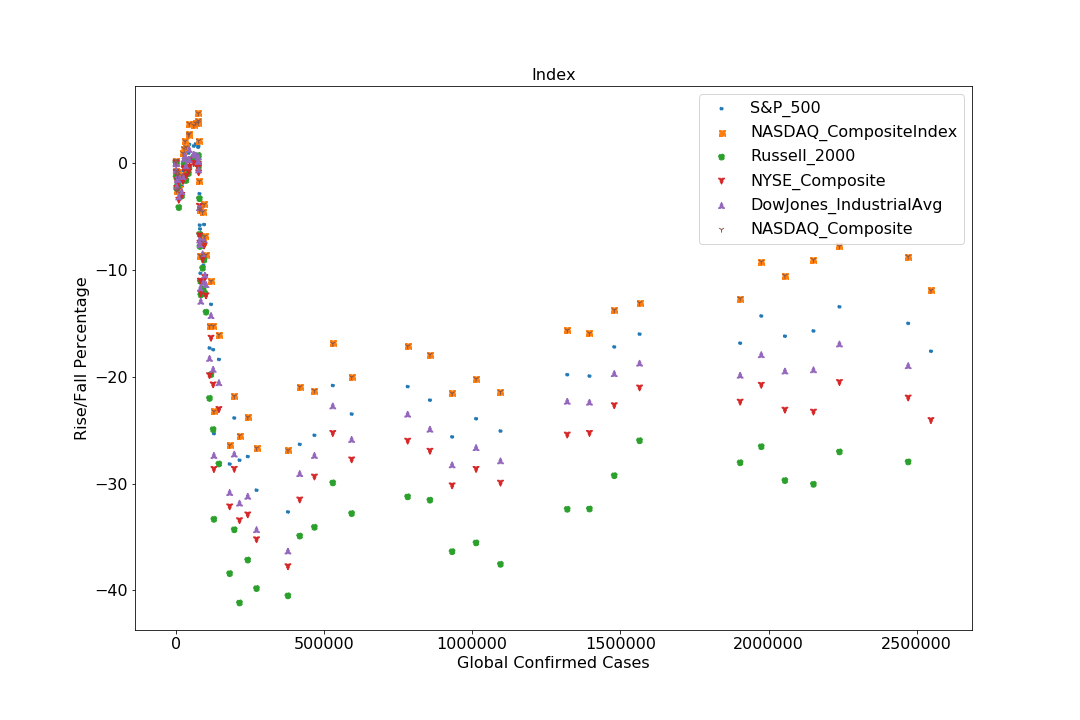 Index
S&P_500
NASDAQ_CompositeIndex
Russell_2000
NYSE_Composite
DowJones_IndustrialAvg
NASDAQ_Composite
Rise/Fall Percentage
0
−10
−20
−30
−40
0
500000
1000000
1500000
2000000
2500000
Global Confirmed Cases